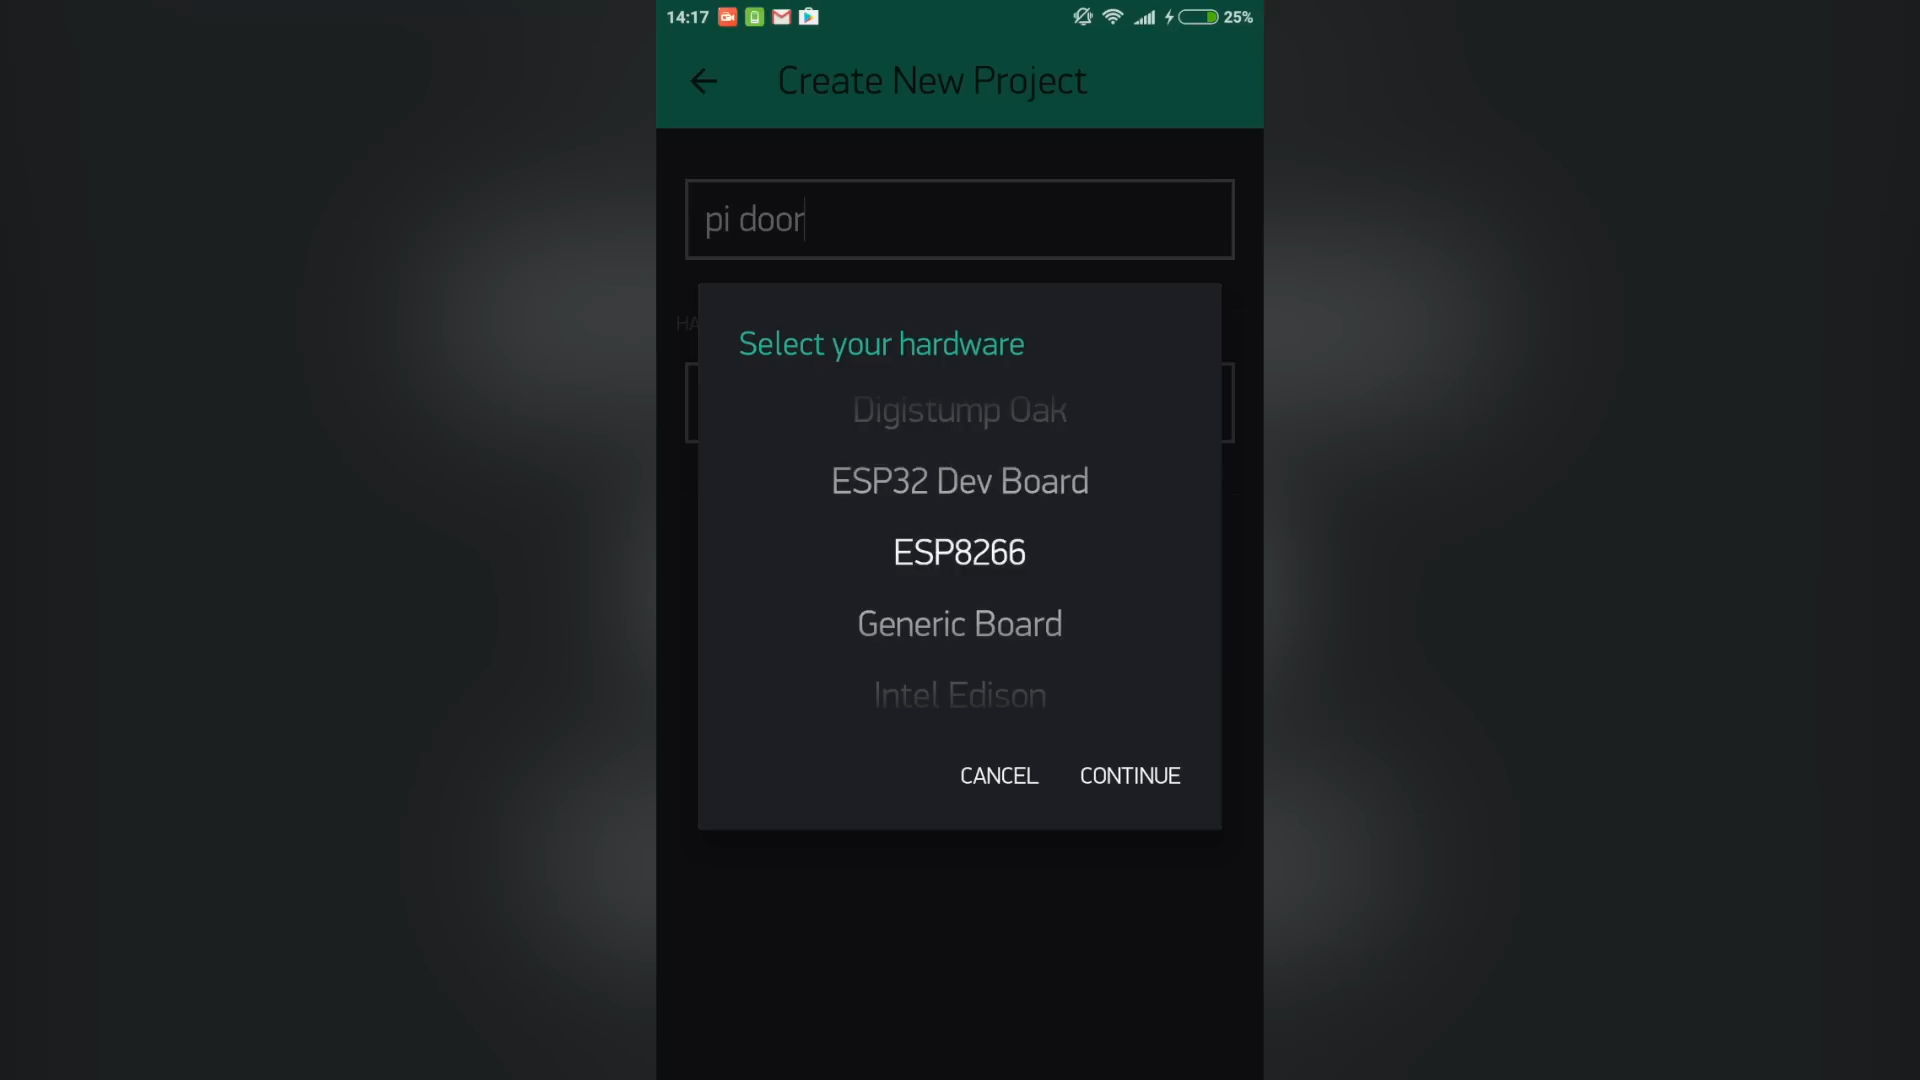 14:17
25%
Create New Project
pi door
HA
Select your hardware
Digistump Oak
ESP32 Dev Board
ESP8266
Generic Board
Intel Edison
CANCEL CONTINUE